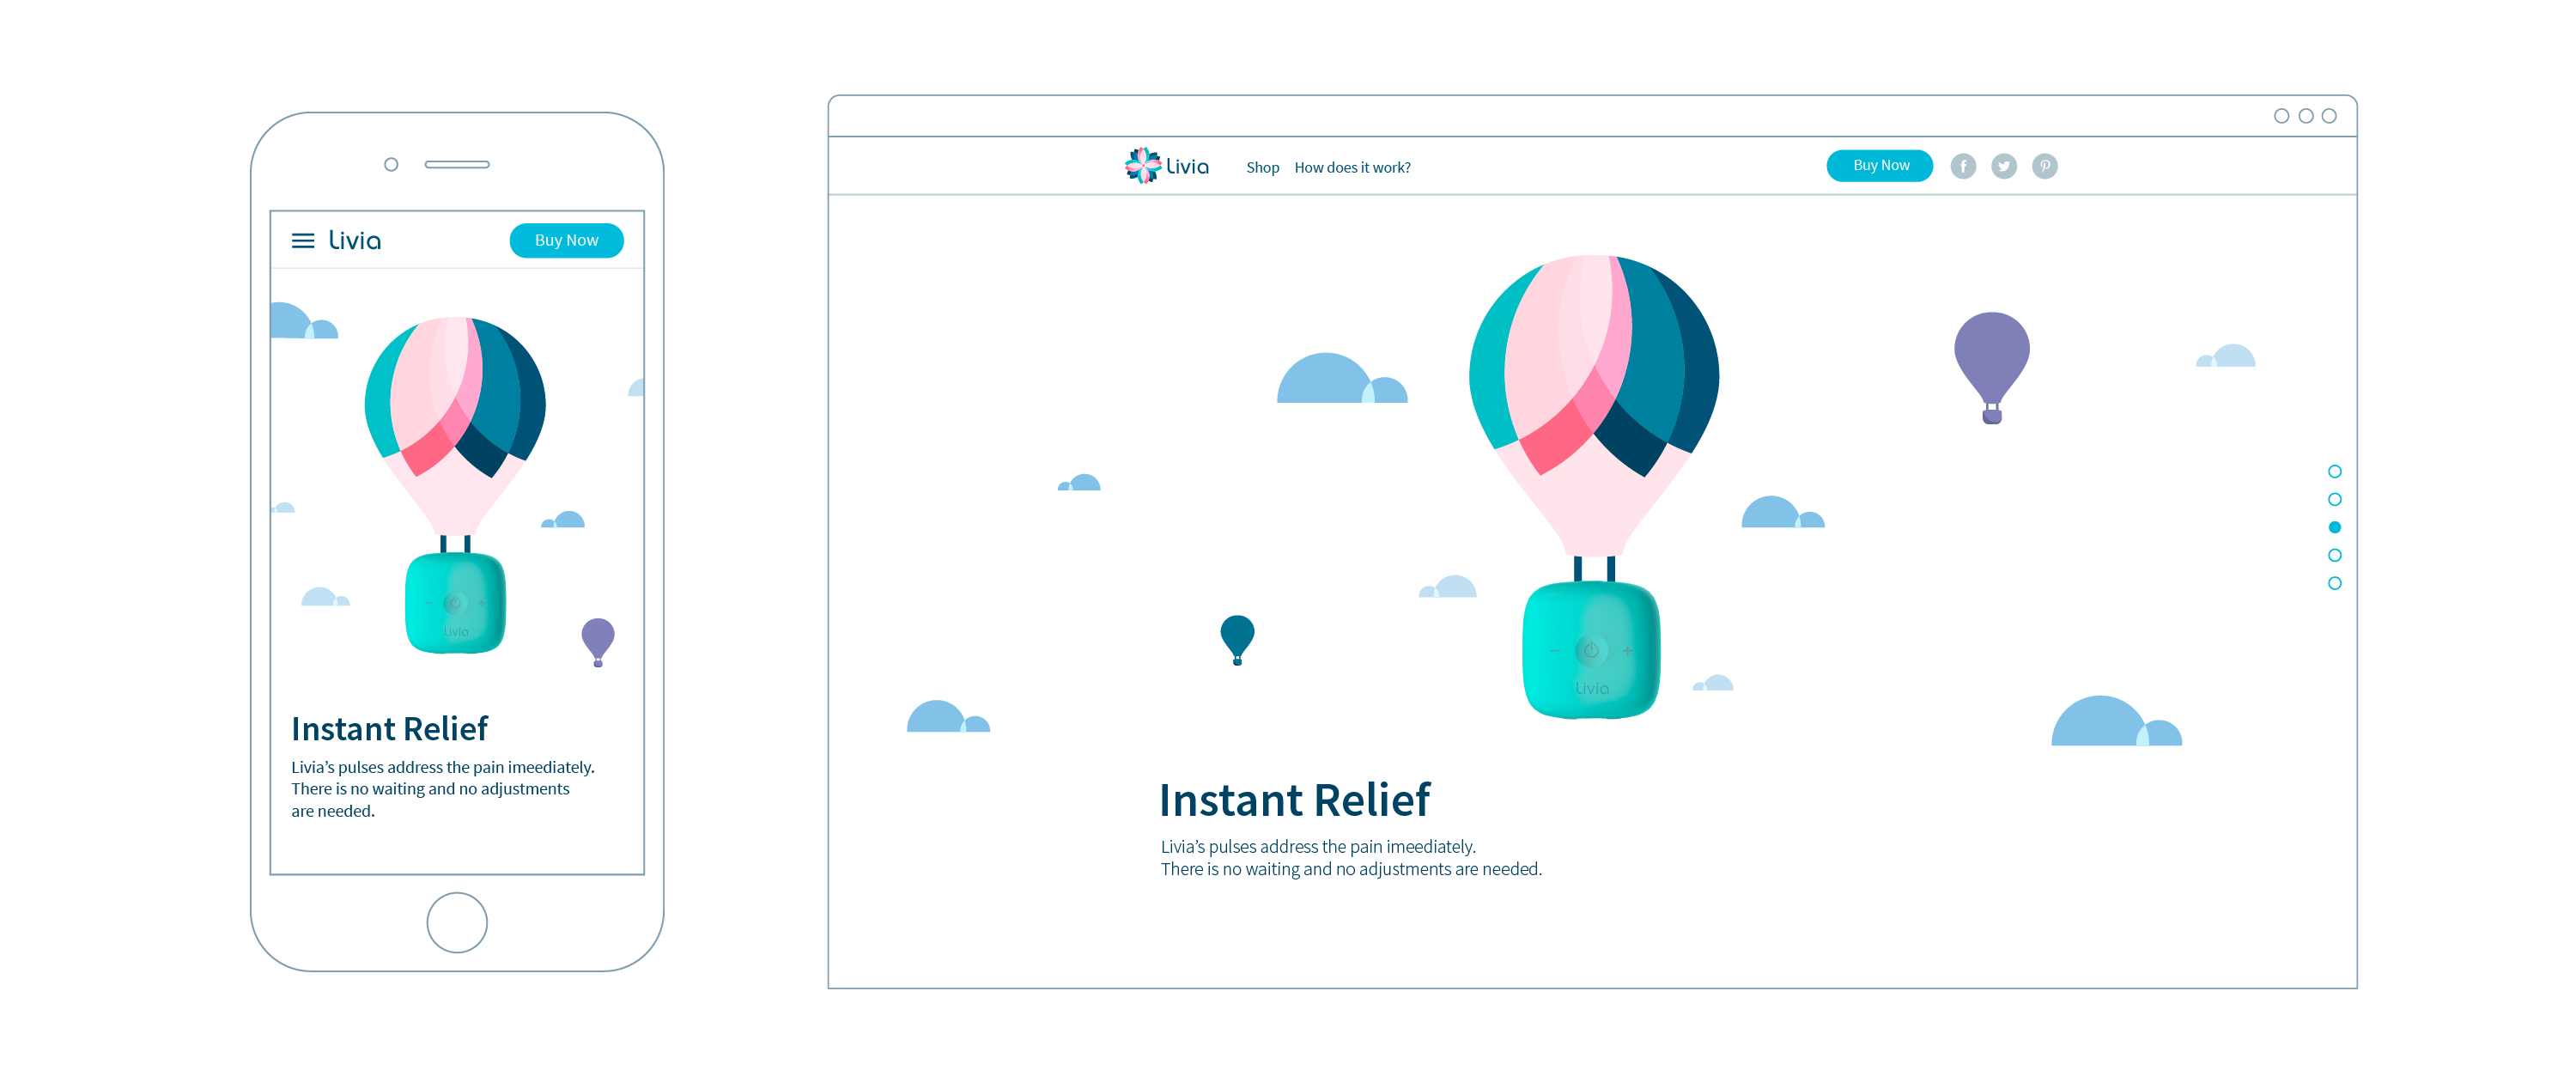 Livia
Buy Now
Livia
Instant Relief
Livia's pulses address the pain imeediately.
There is no waiting and no adjustments
are needed.
Livia
Shop
How does it work?
Buy Now
Livia
Instant Relief
Livia's pulses address the pain imeediately.
There is no waiting and no adjustments are needed.